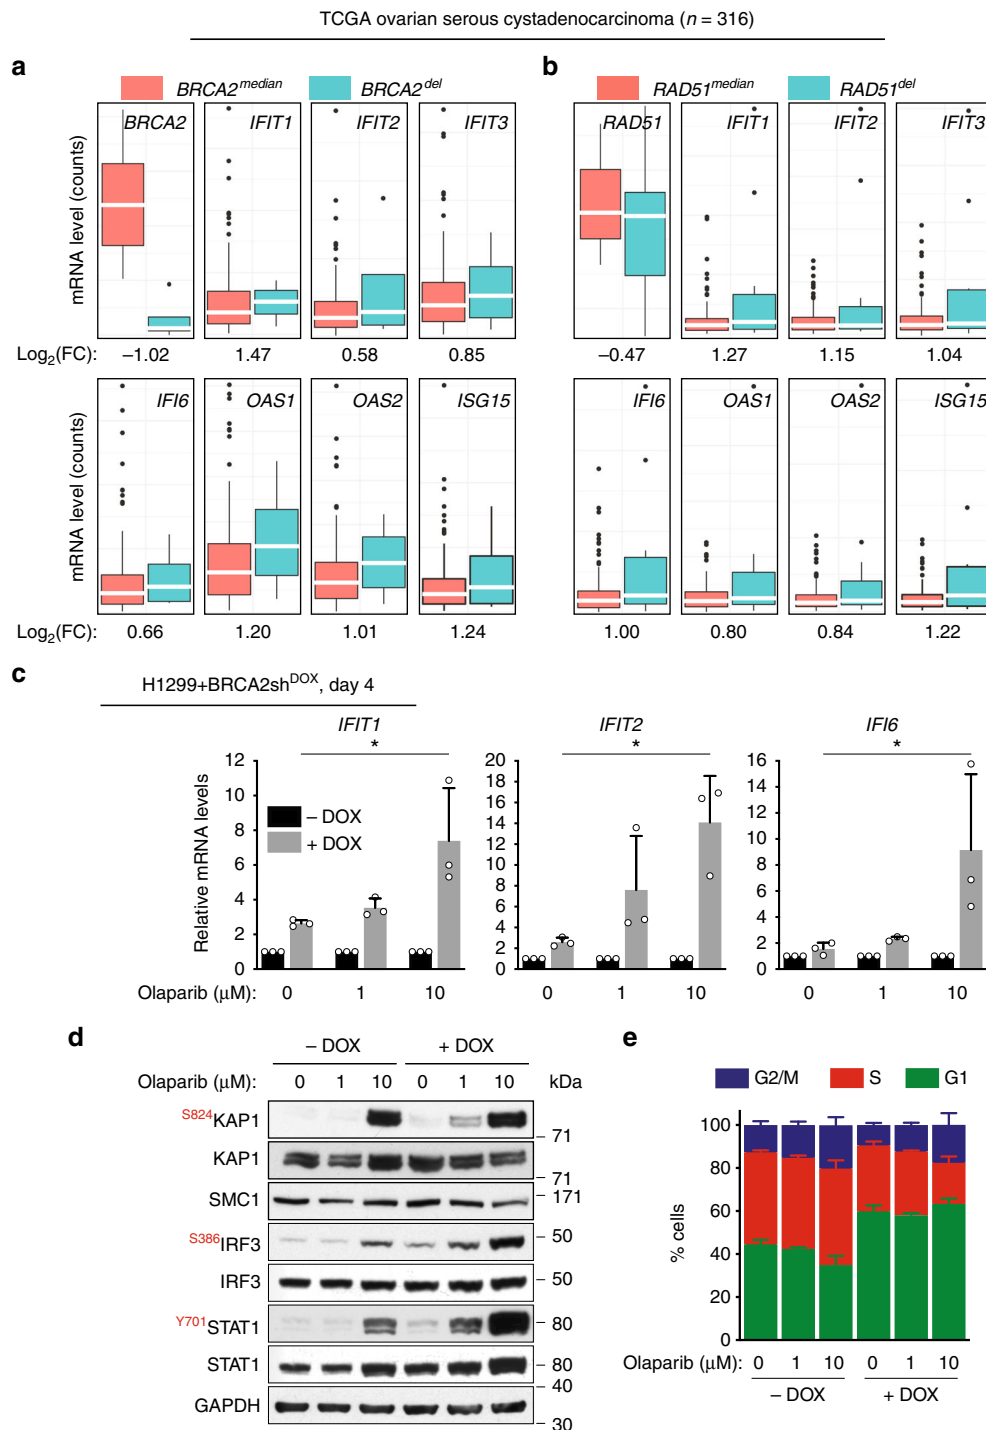 TCGA ovarian serous cystadenocarcinoma (n = 316)
a
BRCA2median BRCA2del
BRCA2 IFIT1 IFIT2 IFIT3
mRNA level (counts)
Log2(FC): –1.02 1.47 0.58 0.85
IFI6 OAS1 OAS2 ISG15
mRNA level (counts)
Log2(FC): 0.66 1.20 1.01 1.24
b
RAD51median RAD51del
RAD51 IFIT1 IFIT2 IFIT3
–0.47 1.27 1.15 1.04
IFI6 OAS1 OAS2 ISG15
1.00 0.80 0.84 1.22
c
H1299+BRCA2shDOX, day 4
IFIT1 IFIT2 IFI6
* * *
Relative mRNA levels
12
10
8
6
4
2
0
– DOX
+ DOX
20
18
16
14
12
10
8
6
4
2
0
16
14
12
10
8
6
4
2
0
Olaparib (μM): 0 1 10 0 1 10 0 1 10
d
– DOX + DOX
Olaparib (μM): 0 1 10 0 1 10 kDa
S824KAP1
71
KAP1
71
SMC1 171
S386IRF3 50
IRF3 50
Y701STAT1 80
STAT1 80
40
GAPDH
30
e
G2/M S G1
% cells
100
80
60
40
20
0
Olaparib (μM): 0 1 10 0 1 10
– DOX + DOX